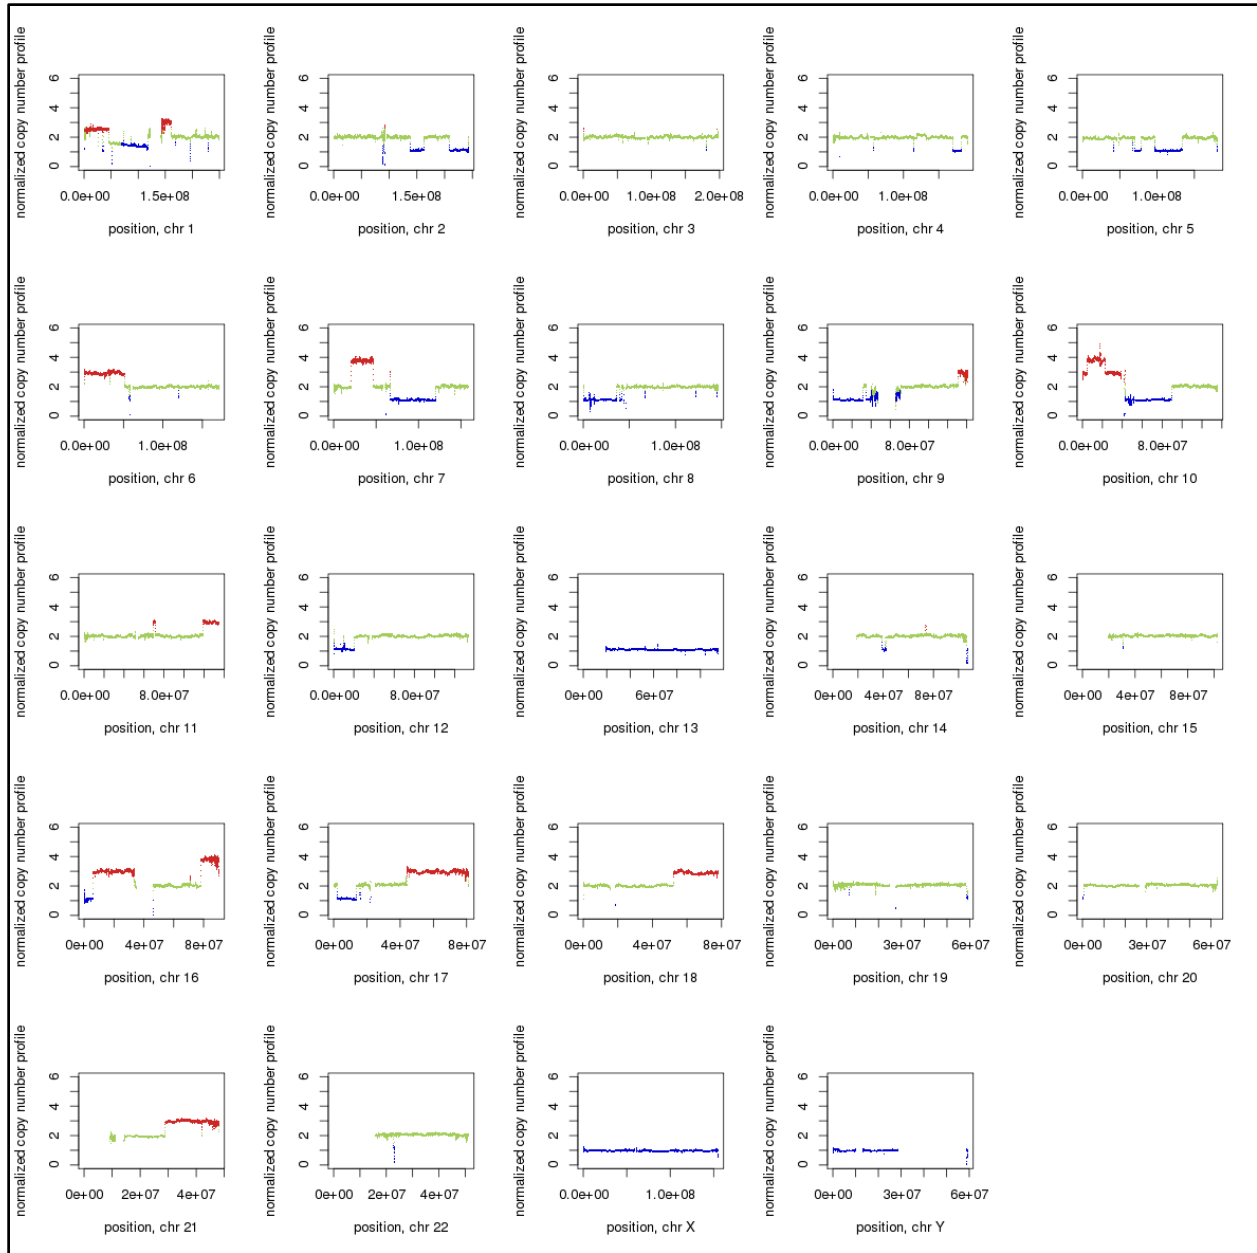 normalized copy number profile
0 2 4 6
0.0e+00 1.5e+08
position, chr 1
normalized copy number profile
0 2 4 6
0.0e+00 1.5e+08
position, chr 2
normalized copy number profile
0 2 4 6
0.0e+00 1.0e+08 2.0e+08
position, chr 3
normalized copy number profile
0 2 4 6
0.0e+00 1.0e+08
position, chr 4
normalized copy number profile
0 2 4 6
0.0e+00 1.0e+08
position, chr 5
normalized copy number profile
0 2 4 6
0.0e+00 1.0e+08
position, chr 6
normalized copy number profile
0 2 4 6
0.0e+00 1.0e+08
position, chr 7
normalized copy number profile
0 2 4 6
0.0e+00 1.0e+08
position, chr 8
normalized copy number profile
0 2 4 6
0.0e+00 8.0e+07
position, chr 9
normalized copy number profile
0 2 4 6
0.0e+00 8.0e+07
position, chr 10
normalized copy number profile
0 2 4 6
0.0e+00 8.0e+07
position, chr 11
normalized copy number profile
0 2 4 6
0.0e+00 8.0e+07
position, chr 12
normalized copy number profile
0 2 4 6
0e+00 6e+07
position, chr 13
normalized copy number profile
0 2 4 6
0e+00 4e+07 8e+07
position, chr 14
normalized copy number profile
0 2 4 6
0e+00 4e+07 8e+07
position, chr 15
normalized copy number profile
0 2 4 6
0e+00 4e+07 8e+07
position, chr 16
normalized copy number profile
0 2 4 6
0e+00 4e+07 8e+07
position, chr 17
normalized copy number profile
0 2 4 6
0e+00 4e+07 8e+07
position, chr 18
normalized copy number profile
0 2 4 6
0e+00 3e+07 6e+07
position, chr 19
normalized copy number profile
0 2 4 6
0e+00 3e+07 6e+07
position, chr 20
normalized copy number profile
0 2 4 6
0e+00 2e+07 4e+07
position, chr 21
normalized copy number profile
0 2 4 6
0e+00 2e+07 4e+07
position, chr 22
normalized copy number profile
0 2 4 6
0.0e+00 1.0e+08
position, chr X
normalized copy number profile
0 2 4 6
0e+00 3e+07 6e+07
position, chr Y